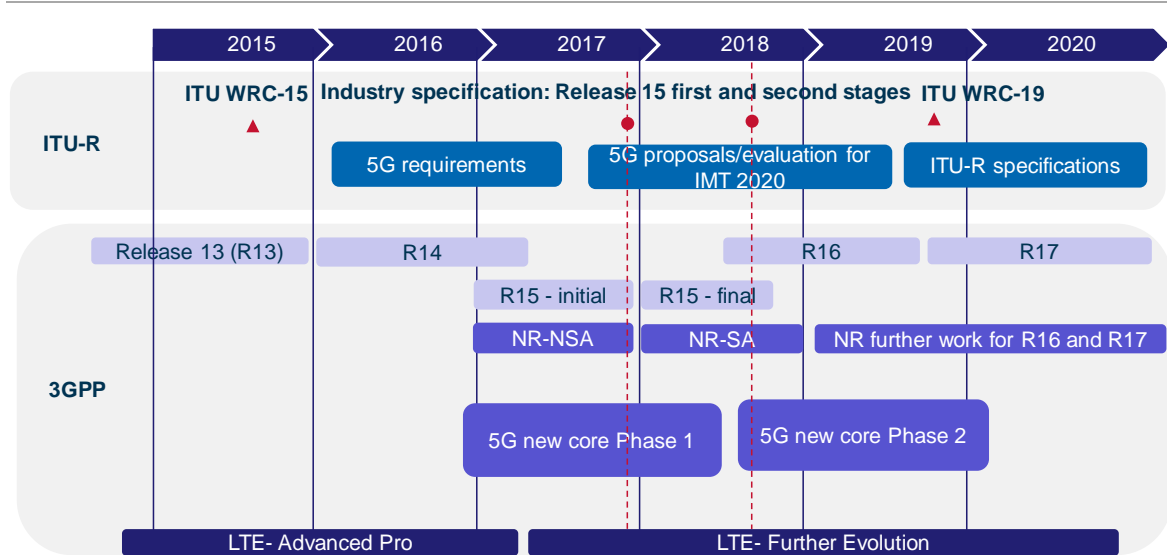 2015 2016 2017 2018 2019 2020
ITU WRC-15 Industry specification: Release 15 first and second stages ITU WRC-19
ITU-R
5G requirements
5G proposals/evaluation for
IMT 2020
ITU-R specifications
Release 13 (R13) R14 R16 R17
R15 - initial R15 - final
NR-NSA NR-SA NR further work for R16 and R17
3GPP
5G new core Phase 1 5G new core Phase 2
LTE- Advanced Pro LTE- Further Evolution